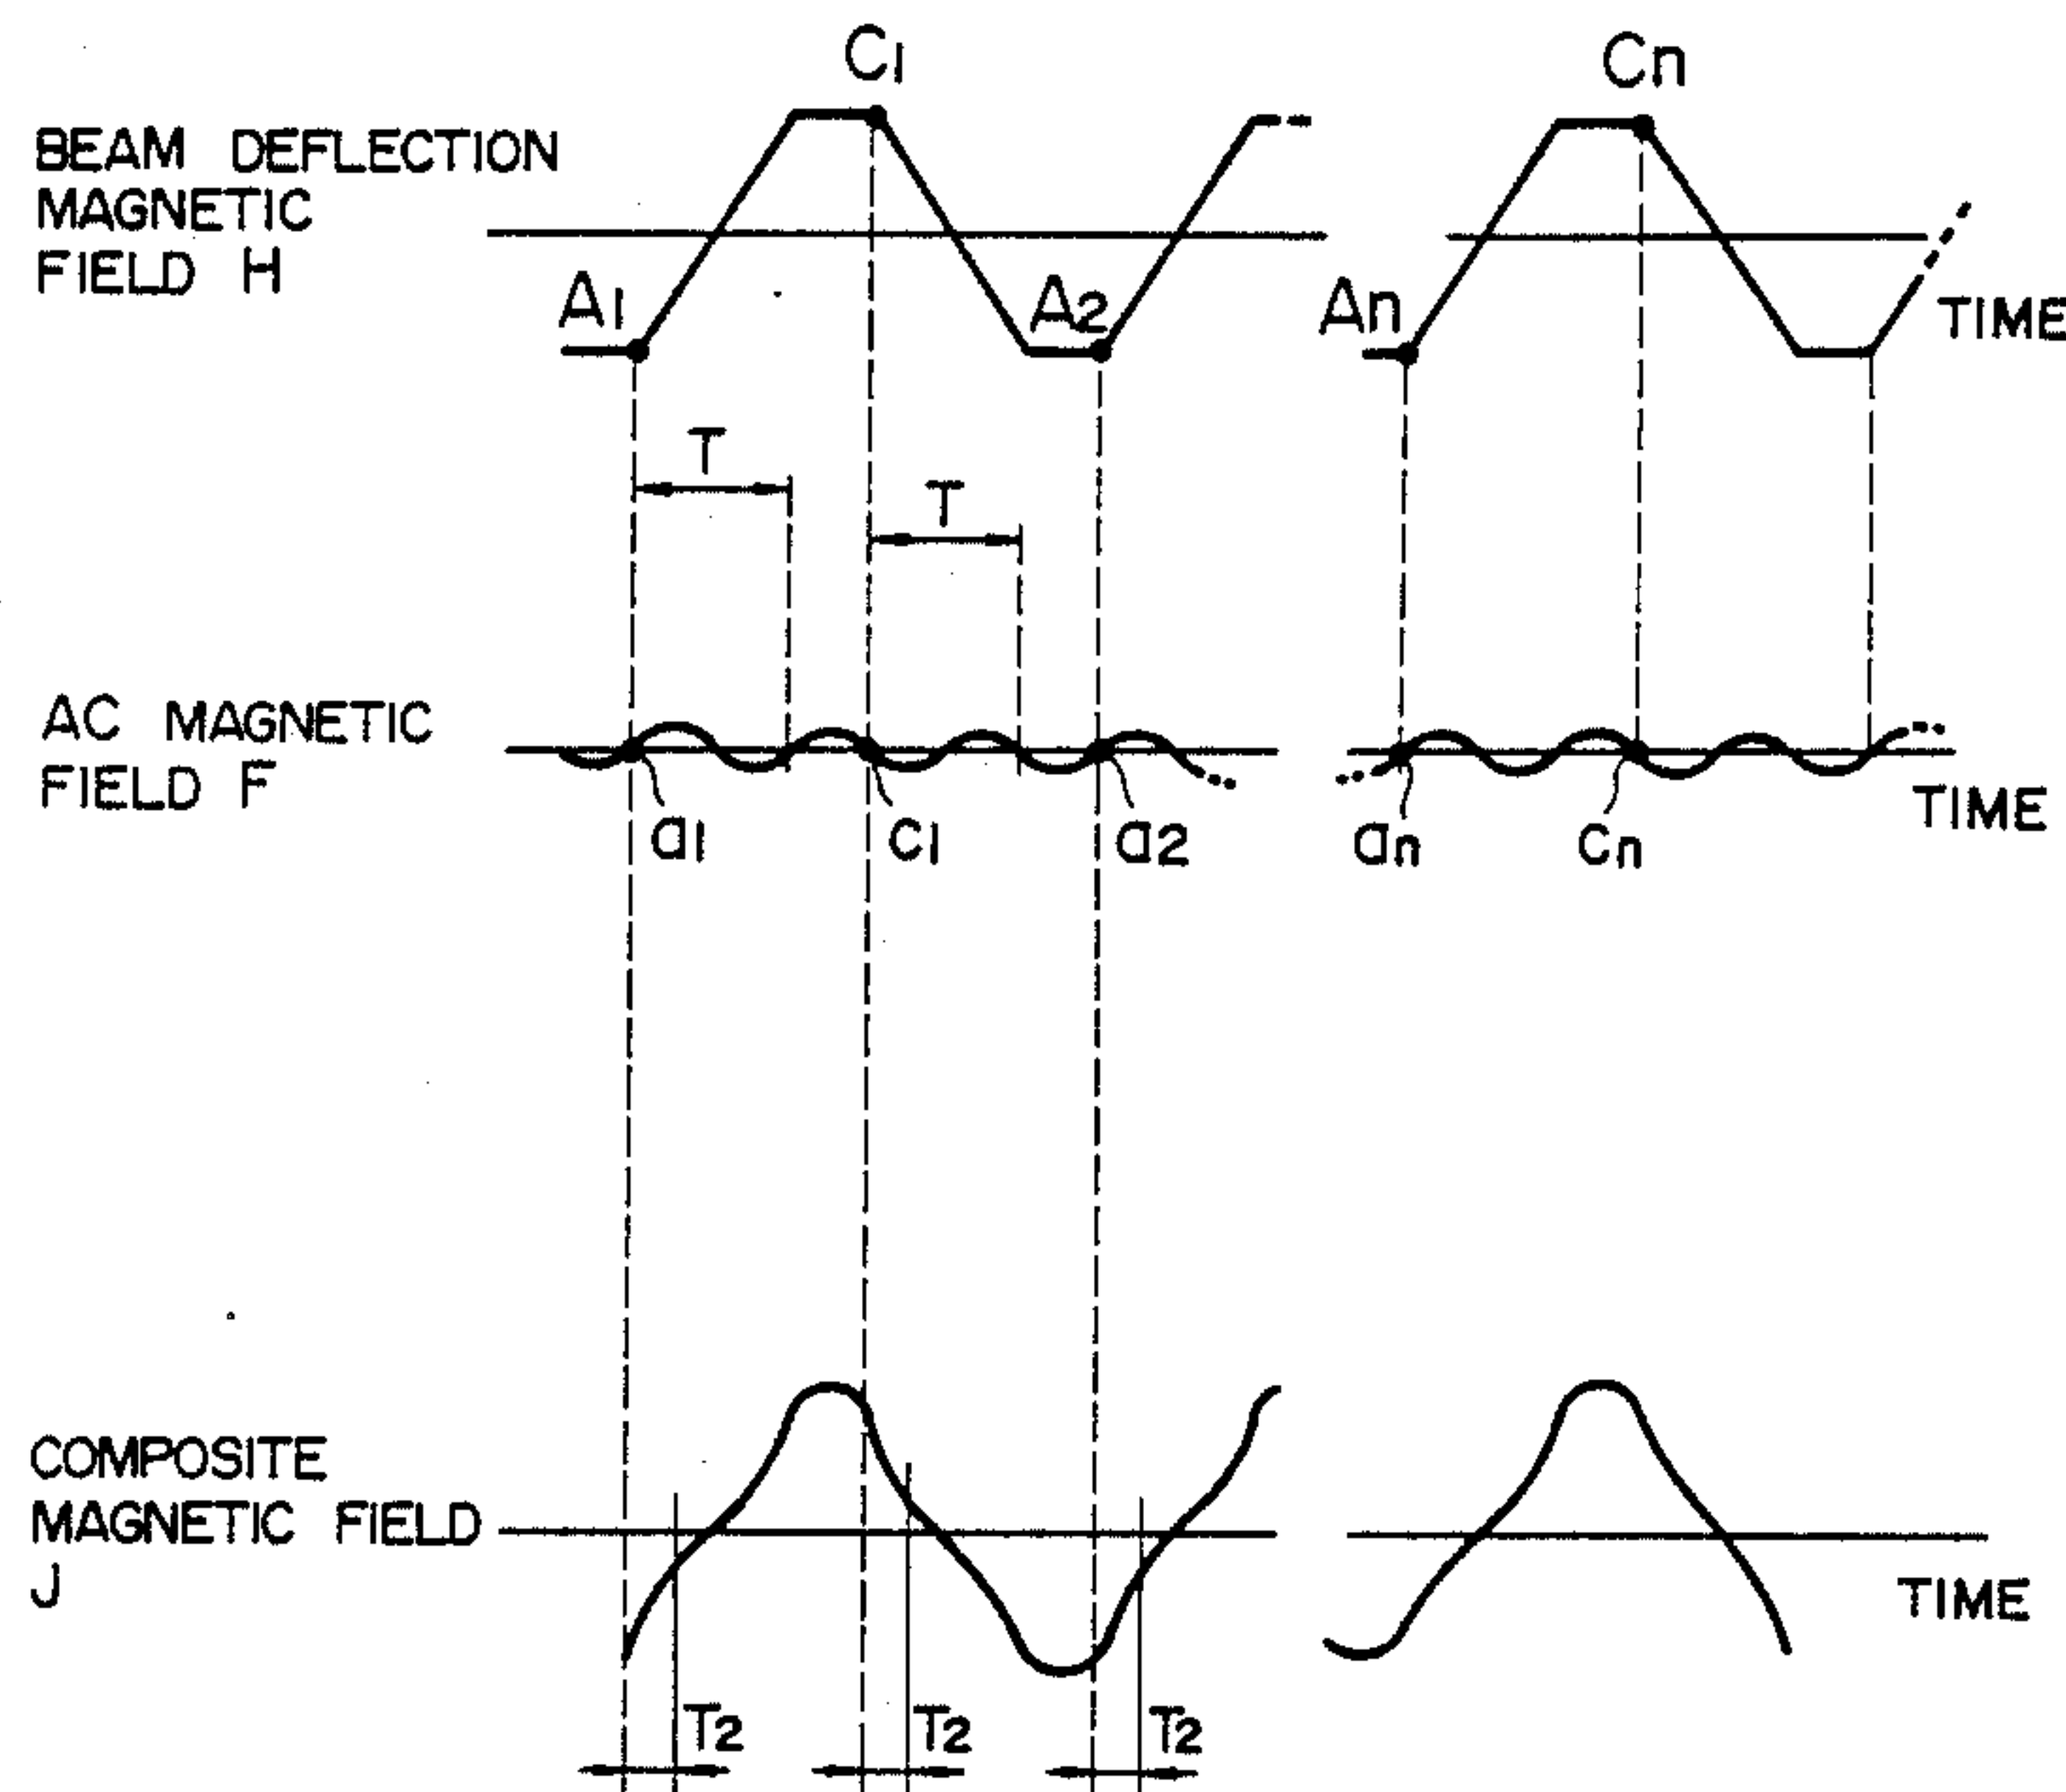 C1
Cn
BEAM DEFLECTION
MAGNETIC
FIELD H
A1
A2
An
TIME
T
T
AC MAGNETIC
FIELD F
TIME
a1
c1
a2
an
cn
COMPOSITE
MAGNETIC FIELD
J
TIME
T2
T2
T2